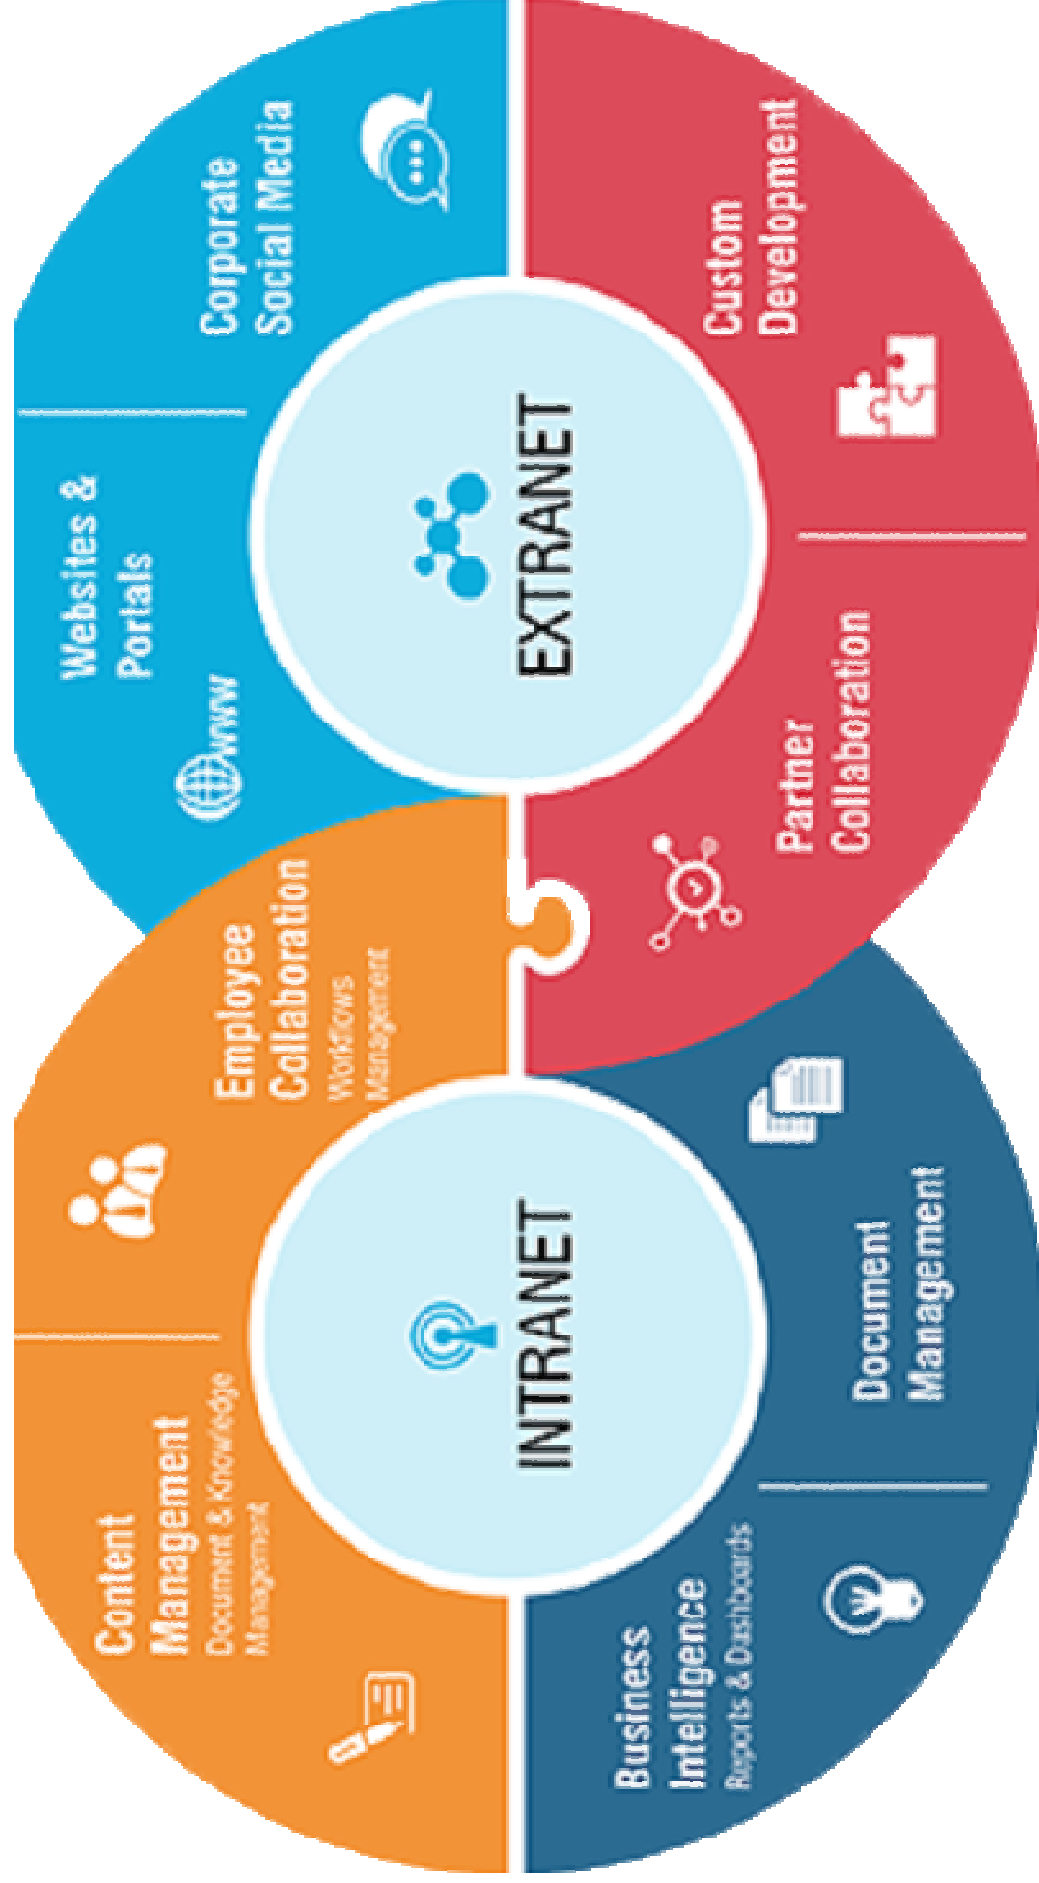 Content
Management
Document & Knowledge
Management
Employee
Collaboration
Workflows
Management
Websites &
Portals
www
Corporate
Social Media
INTRANET
EXTRANET
Business
Intelligence
Reports & Dashboards
Document
Management
Partner
Collaboration
Custom
Development